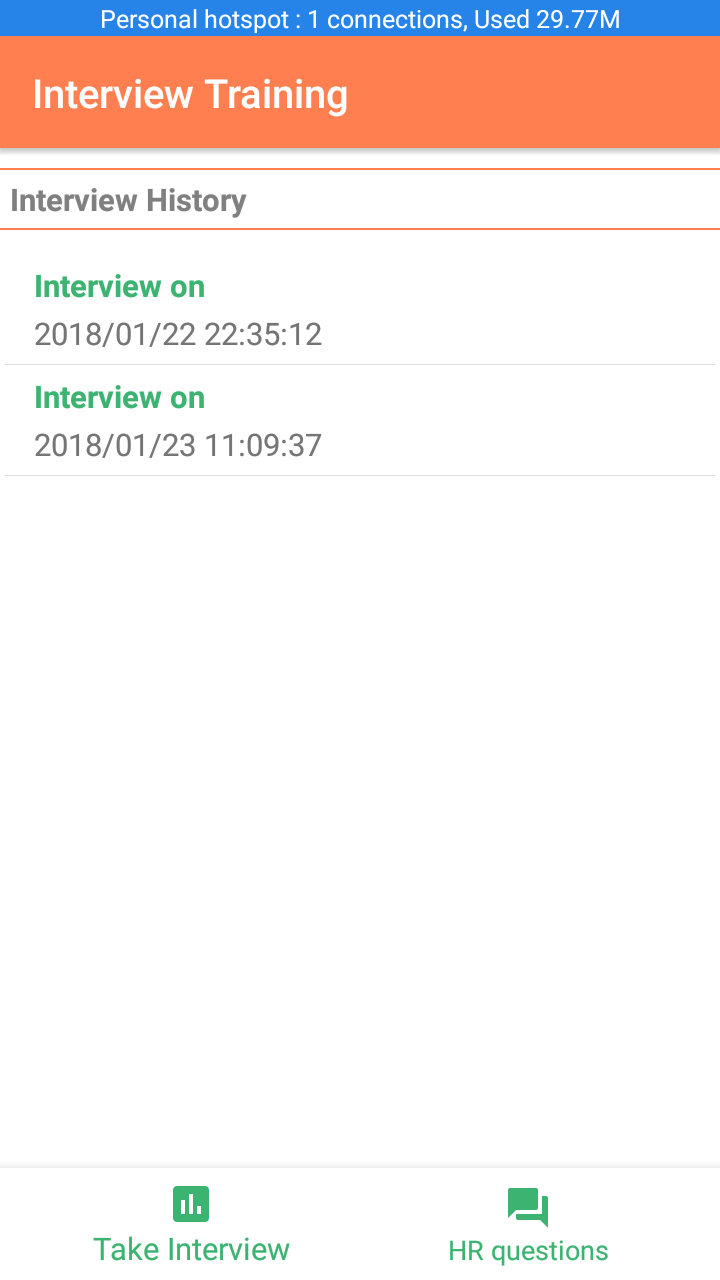 Personal hotspot : 1 connections, Used 29.77M
Interview Training
Interview History
Interview on
2018/01/22 22:35:12
Interview on
2018/01/23 11:09:37
Take Interview
HR questions